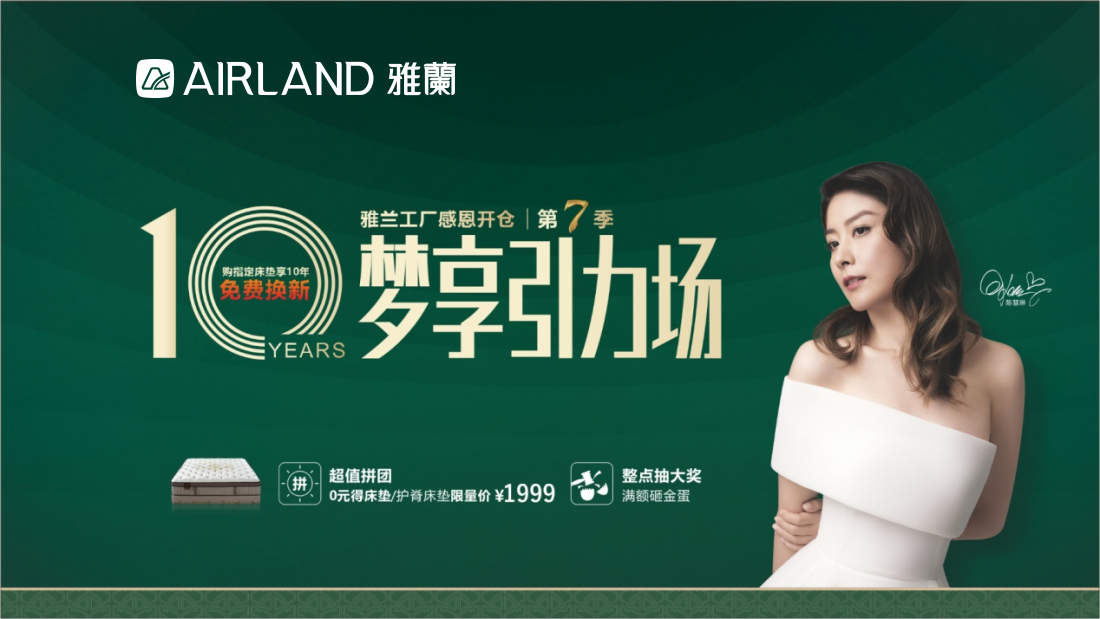 AIRLAND 雅蘭
雅兰工厂感恩开仓｜第7季
梦享引力场
10
购指定床垫享10年
免费换新
YEARS
陈慧琳
拼
超值拼团
0元得床垫/护脊床垫限量价 ¥1999
整点抽大奖
满额砸金蛋